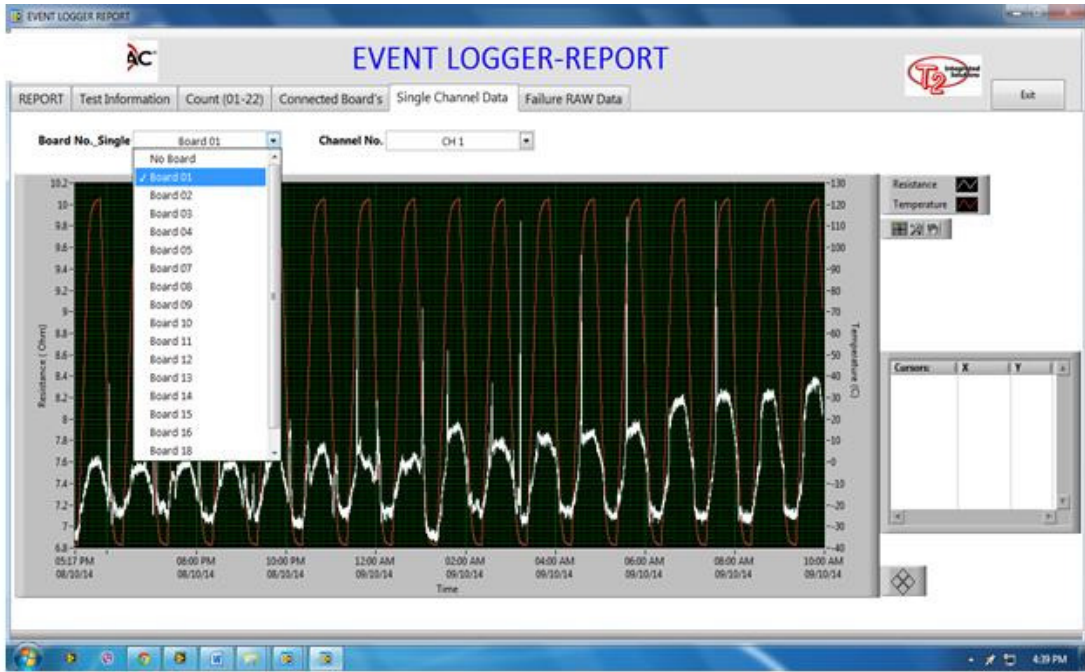 EVENT LOGGER REPORT
AC
EVENT LOGGER-REPORT
T2 Integrated Solutions
REPORT Test Information Count (01-22) Connected Board's Single Channel Data Failure RAW Data
Exit
Board No._Single Board 01 Channel No. CH 1
No Board
✓ Board 01
Board 02
Board 03
Board 04
Board 05
Board 07
Board 08
Board 09
Board 10
Board 11
Board 12
Board 13
Board 14
Board 15
Board 16
Board 18
Resistance ( Ohm)
10.2
10
9.8
9.6
9.4
9.2
9
8.8
8.6
8.4
8.2
8
7.8
7.6
7.4
7.2
7
6.8
Temperature (C)
130
120
110
100
90
80
70
60
50
40
30
20
10
0
-10
-20
-30
-40
05:17 PM 08:00 PM 10:00 PM 12:00 AM 02:00 AM 04:00 AM 06:00 AM 08:00 AM 10:00 AM
08/10/14 08/10/14 08/10/14 09/10/14 09/10/14 09/10/14 09/10/14 09/10/14 09/10/14
Time
Resistance
Temperature
Cursors: X Y
4:39 PM